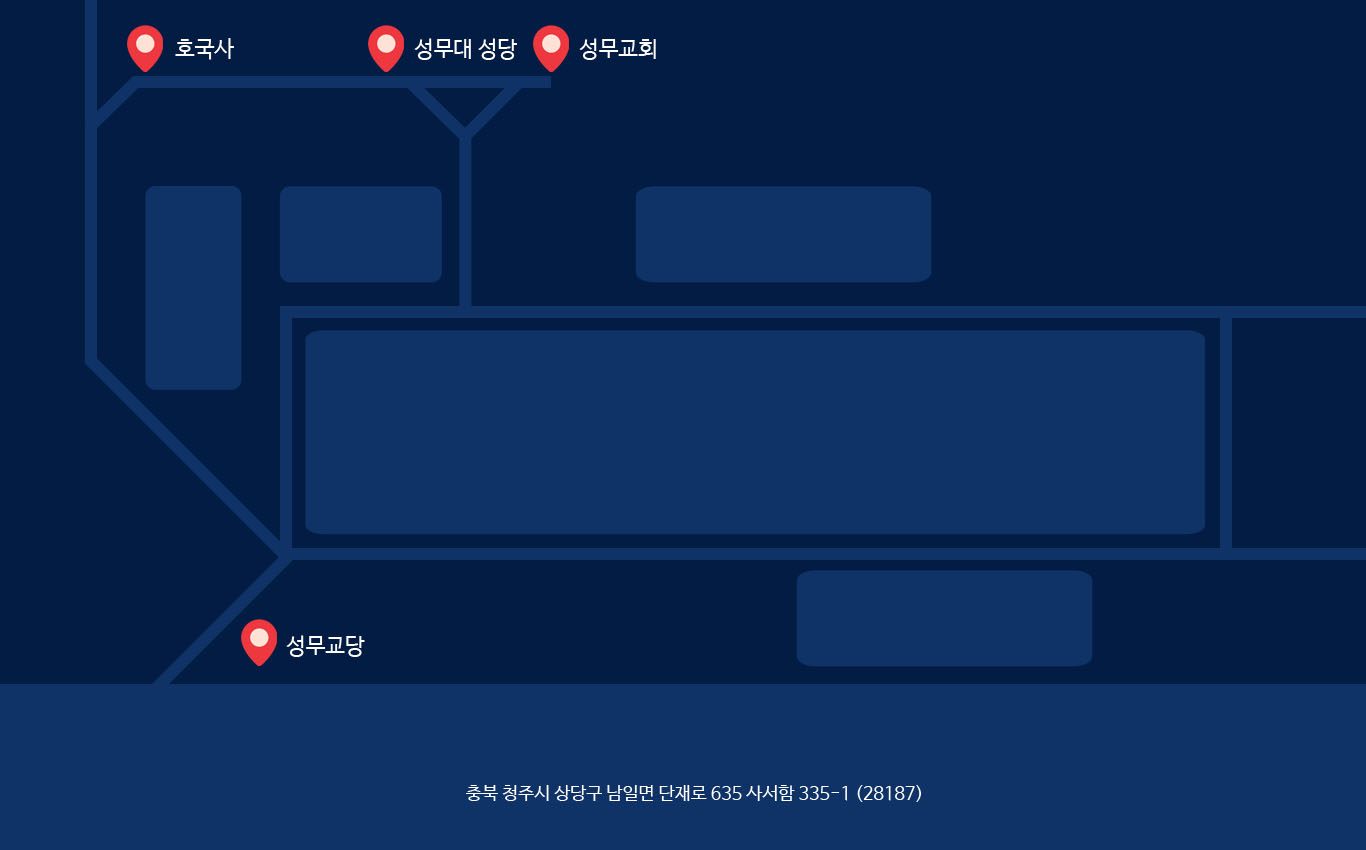 호국사
성무대 성당
성무교회
성무교당
충북 청주시 상당구 남일면 단재로 635 사서함 335-1 (28187)